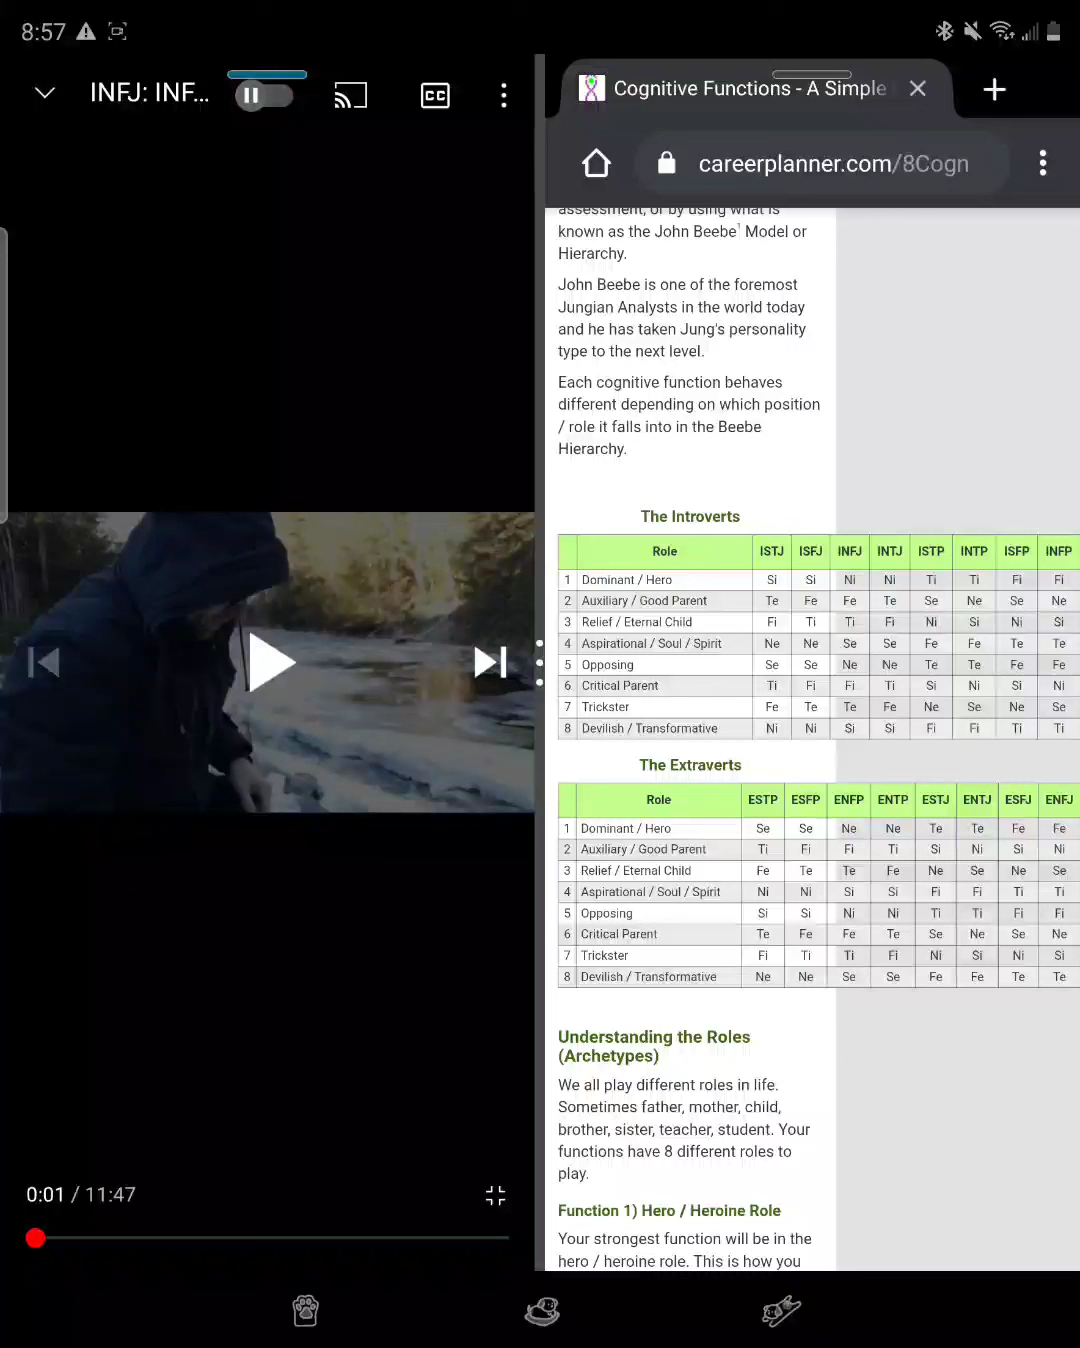 8:57
INFJ: INF...
CC
0:01 / 11:47
Cognitive Functions - A Simple
careerplanner.com/8Cogn
assessment, or by using what is
known as the John Beebe¹ Model or
Hierarchy.
John Beebe is one of the foremost
Jungian Analysts in the world today
and he has taken Jung's personality
type to the next level.
Each cognitive function behaves
different depending on which position
/ role it falls into in the Beebe
Hierarchy.
The Introverts
Role ISTJ ISFJ INFJ INTJ ISTP INTP ISFP INFP
1 Dominant / Hero Si Si Ni Ni Ti Ti Fi Fi
2 Auxiliary / Good Parent Te Fe Fe Te Se Ne Se Ne
3 Relief / Eternal Child Fi Ti Ti Fi Ni Si Ni Si
4 Aspirational / Soul / Spirit Ne Ne Se Se Fe Fe Te Te
5 Opposing Se Se Ne Ne Te Te Fe Fe
6 Critical Parent Ti Fi Fi Ti Si Ni Si Ni
7 Trickster Fe Te Te Fe Ne Se Ne Se
8 Devilish / Transformative Ni Ni Si Si Fi Fi Ti Ti
The Extraverts
Role ESTP ESFP ENFP ENTP ESTJ ENTJ ESFJ ENFJ
1 Dominant / Hero Se Se Ne Ne Te Te Fe Fe
2 Auxiliary / Good Parent Ti Fi Fi Ti Si Ni Si Ni
3 Relief / Eternal Child Fe Te Te Fe Ne Se Ne Se
4 Aspirational / Soul / Spirit Ni Ni Si Si Fi Fi Ti Ti
5 Opposing Si Si Ni Ni Ti Ti Fi Fi
6 Critical Parent Te Fe Fe Te Se Ne Se Ne
7 Trickster Fi Ti Ti Fi Ni Si Ni Si
8 Devilish / Transformative Ne Ne Se Se Fe Fe Te Te
Understanding the Roles
(Archetypes)
We all play different roles in life.
Sometimes father, mother, child,
brother, sister, teacher, student. Your
functions have 8 different roles to
play.
Function 1) Hero / Heroine Role
Your strongest function will be in the
hero / heroine role. This is how you